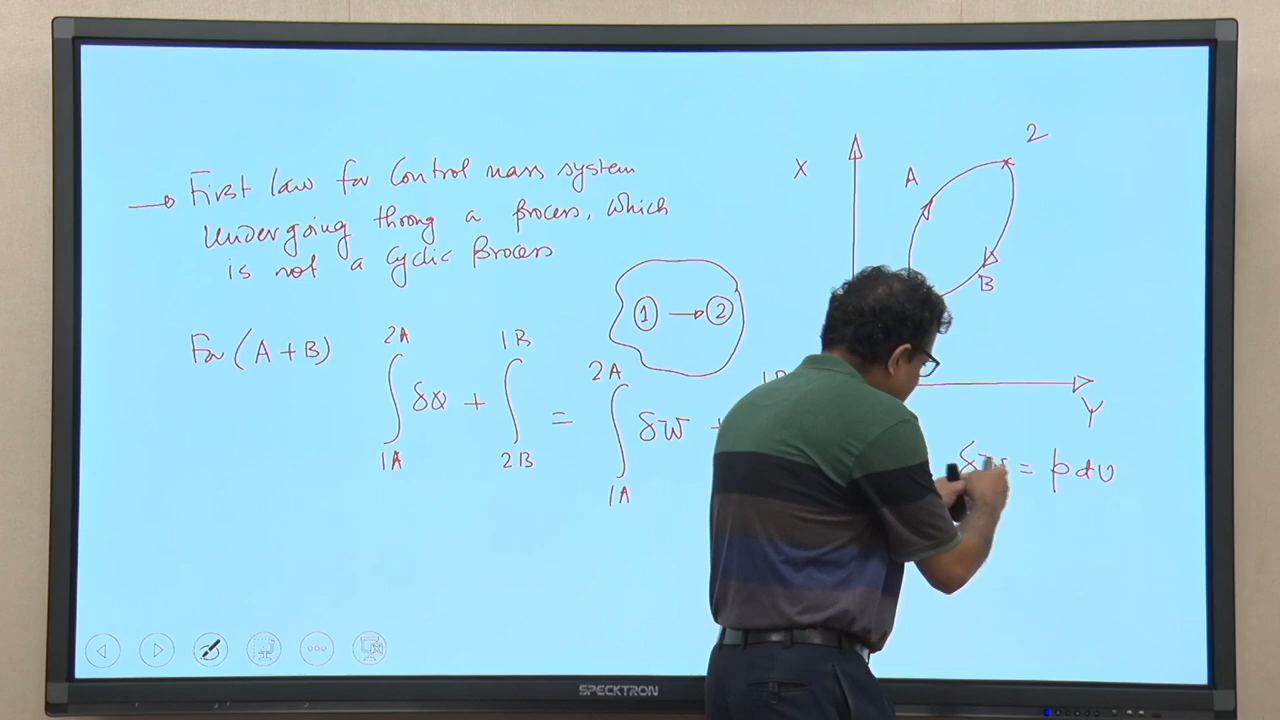 2
X
A
→ First law for Control mass system
undergoing throng a process, which
is not a cyclic process
B
1 → 2
For (A + B)
2A 1B 2A
∫ δQ + ∫ = ∫ δW +
1A 2B 1A
Y
= pdv
SPECKTRON